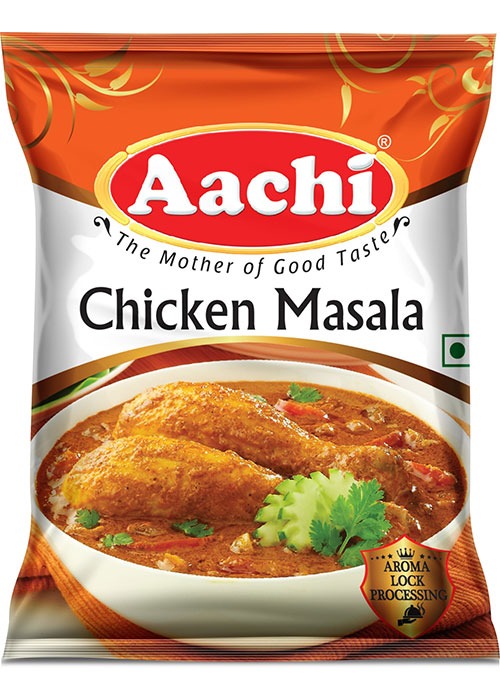 Aachi®
The Mother of Good Taste
Chicken Masala
AROMA
LOCK
PROCESSING